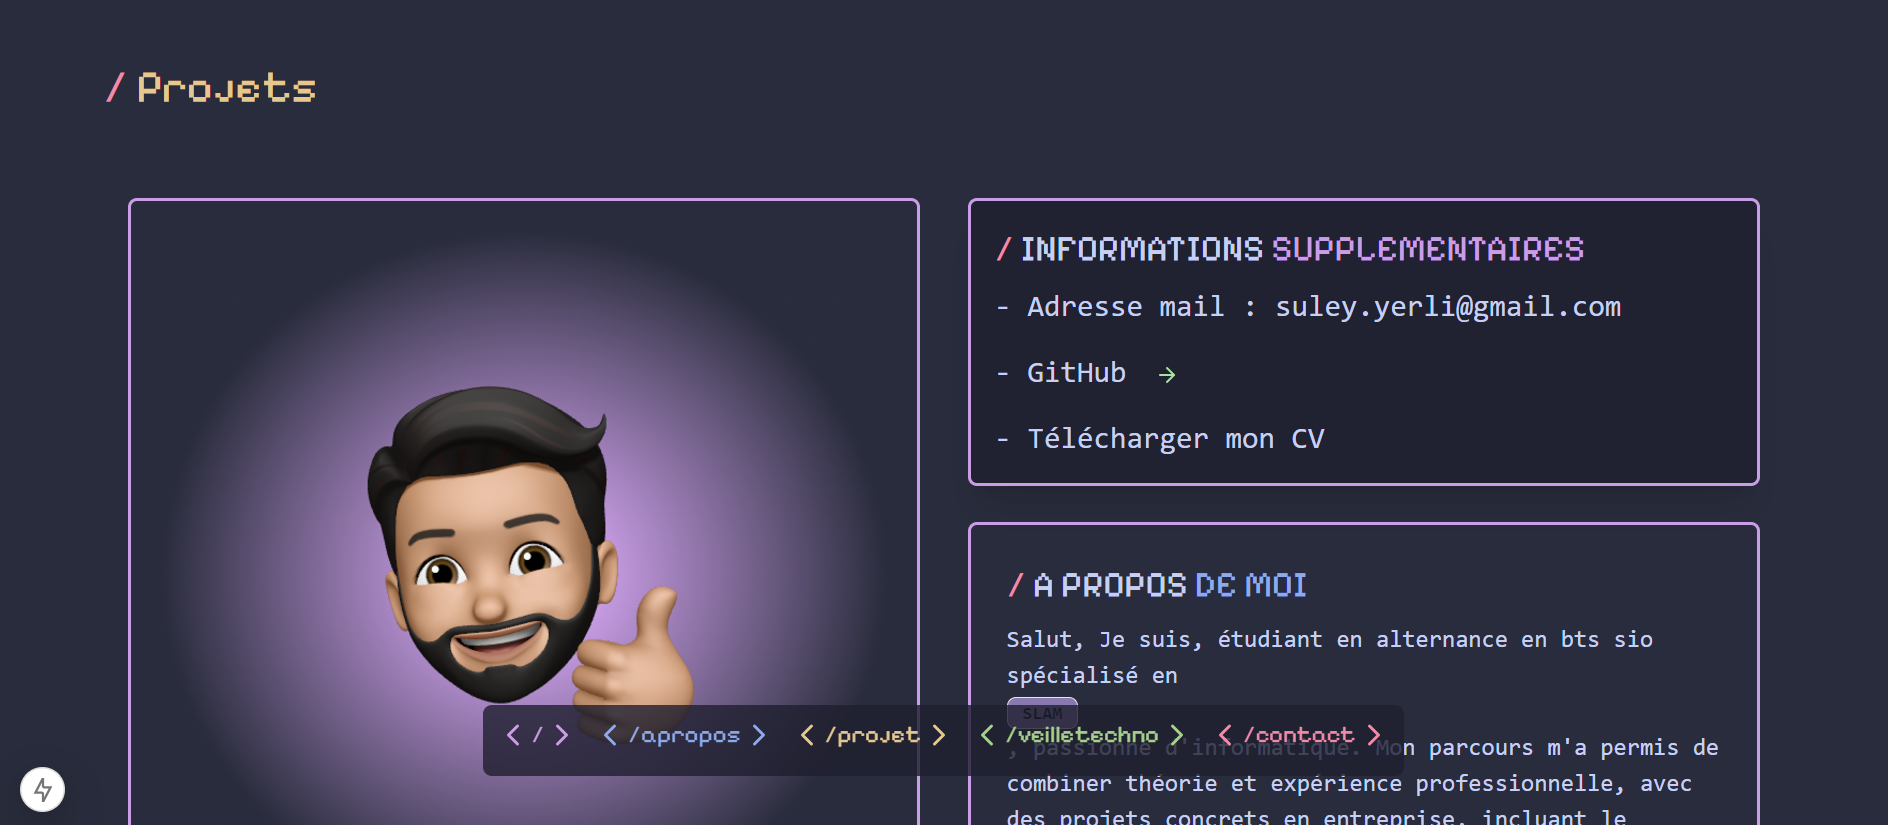 / Projets
/ INFORMATIONS SUPPLEMENTAIRES
- Adresse mail : suley.yerli@gmail.com
- GitHub →
- Télécharger mon CV
/ A PROPOS DE MOI
Salut, Je suis, étudiant en alternance en bts sio
spécialisé en
SLAM
, passionné d'informatique. Mon parcours m'a permis de
combiner théorie et expérience professionnelle, avec
des projets concrets en entreprise, incluant le
< / > < /apropos > < /projet > < /veilletechno > < /contact >